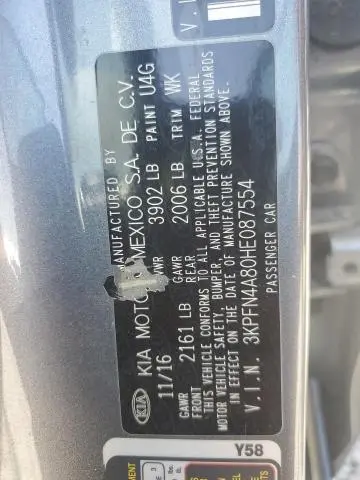 MANUFACTURED BY
KIA
KIA MOTORS MEXICO S.A. DE C.V.
11/16
3902 LB
PAINT U4G
GAWR
FRONT
2161 LB
GAWR
REAR
2006 LB
TRIM WK
THIS VEHICLE CONFORMS TO ALL APPLICABLE U.S.A. FEDERAL
MOTOR VEHICLE SAFETY, BUMPER, AND THEFT PREVENTION STANDARDS
IN EFFECT ON THE DATE OF MANUFACTURE SHOWN ABOVE.
V.I.N. 3KPFN4A80HE087554
PASSENGER CAR
Y58